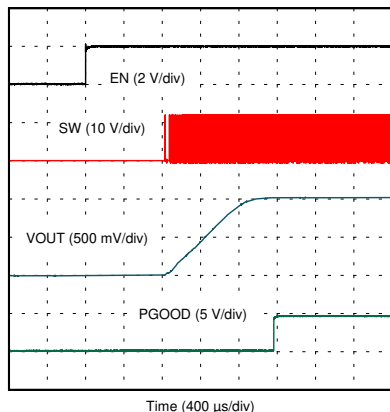 EN (2 V/div)
SW (10 V/div)
VOUT (500 mV/div)
PGOOD (5 V/div)
Time (400 µs/div)